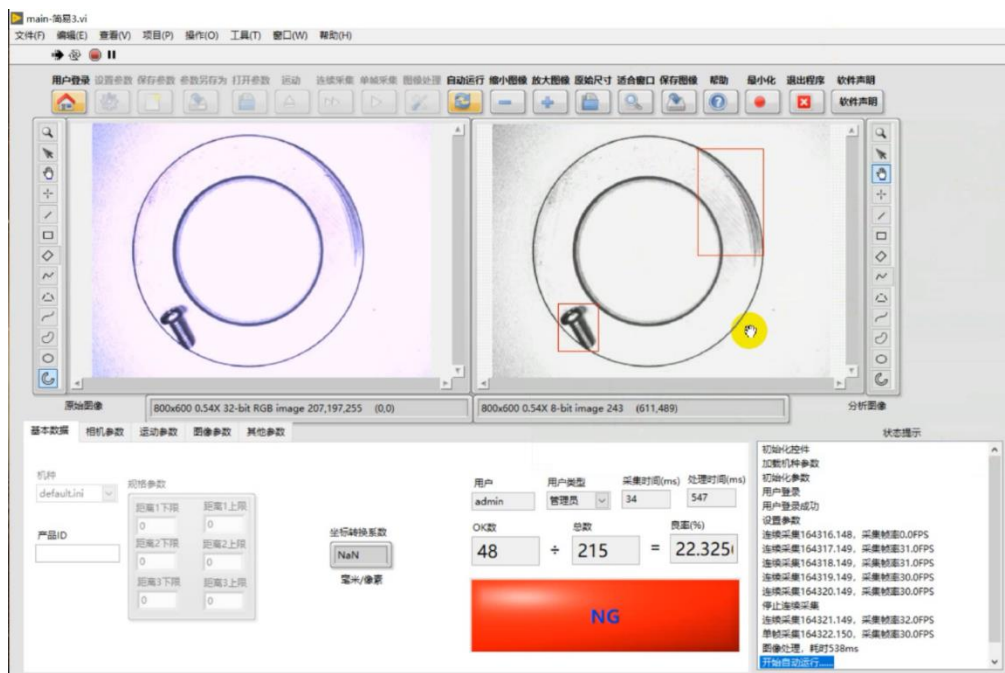 main-简易3.vi
文件(F) 编辑(E) 查看(V) 项目(P) 操作(O) 工具(T) 窗口(W) 帮助(H)
用户登录 设置参数 保存参数 参数另存为 打开参数 运动 连续采集 单帧采集 图像处理 自动运行 缩小图像 放大图像 原始尺寸 适合窗口 保存图像 帮助 最小化 退出程序 软件声明
软件声明
原始图像
800x600 0.54X 32-bit RGB image 207,197,255 (0,0)
800x600 0.54X 8-bit image 243 (611,489)
分析图像
基本数据 相机参数 运动参数 图像参数 其他参数
状态提示
机种
default.ini
产品ID
规格参数
距离1下限 距离1上限
0 0
距离2下限 距离2上限
0 0
距离3下限 距离3上限
0 0
坐标转换系数
NaN
毫米/像素
用户 用户类型 采集时间(ms) 处理时间(ms)
admin 管理员 34 547
OK数 总数 良率(%)
48 ÷ 215 = 22.325
NG
初始化控件
加载机种参数
初始化参数
用户登录
用户登录成功
设置参数
连续采集164316.148，采集帧率0.0FPS
连续采集164317.149，采集帧率31.0FPS
连续采集164318.149，采集帧率31.0FPS
连续采集164319.149，采集帧率30.0FPS
连续采集164320.149，采集帧率30.0FPS
停止连续采集
连续采集164321.149，采集帧率32.0FPS
单帧采集164322.150，采集帧率30.0FPS
图像处理，耗时538ms
开始自动运行......